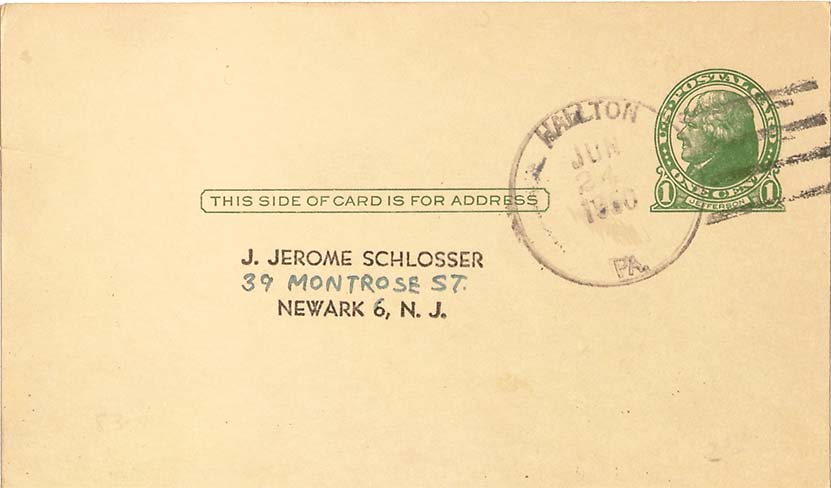 HALLTON
JUN
24
PA.
U.S. POSTAL CARD
ONE CENT
1 JEFFERSON 1
THIS SIDE OF CARD IS FOR ADDRESS
J. JEROME SCHLOSSER
39 MONTROSE ST.
NEWARK 6, N. J.